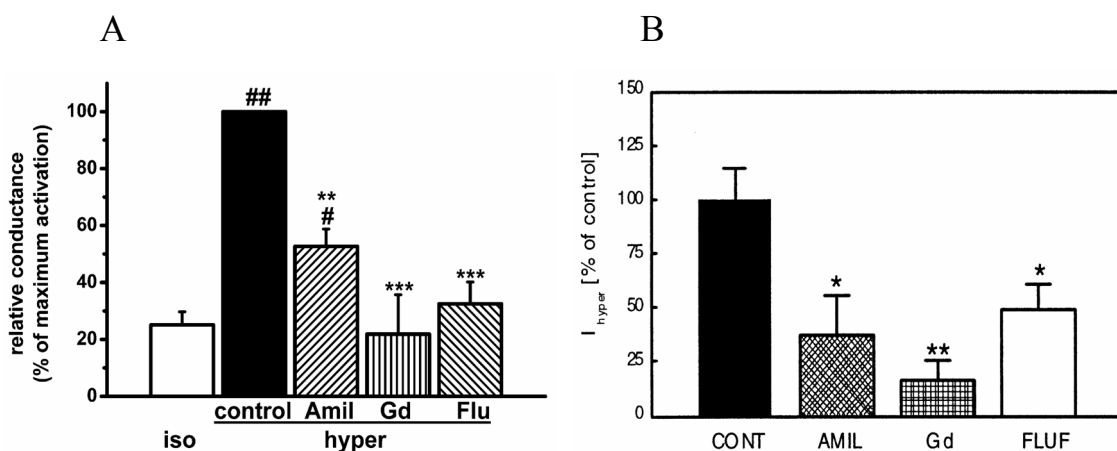 A
relative conductance
(% of maximum activation)
100
80
60
40
20
0
##
**
#
***
***
control Amil Gd Flu
iso hyper
B
I hyper [% of control]
150
125
100
75
50
25
0
*
**
*
CONT AMIL Gd FLUF